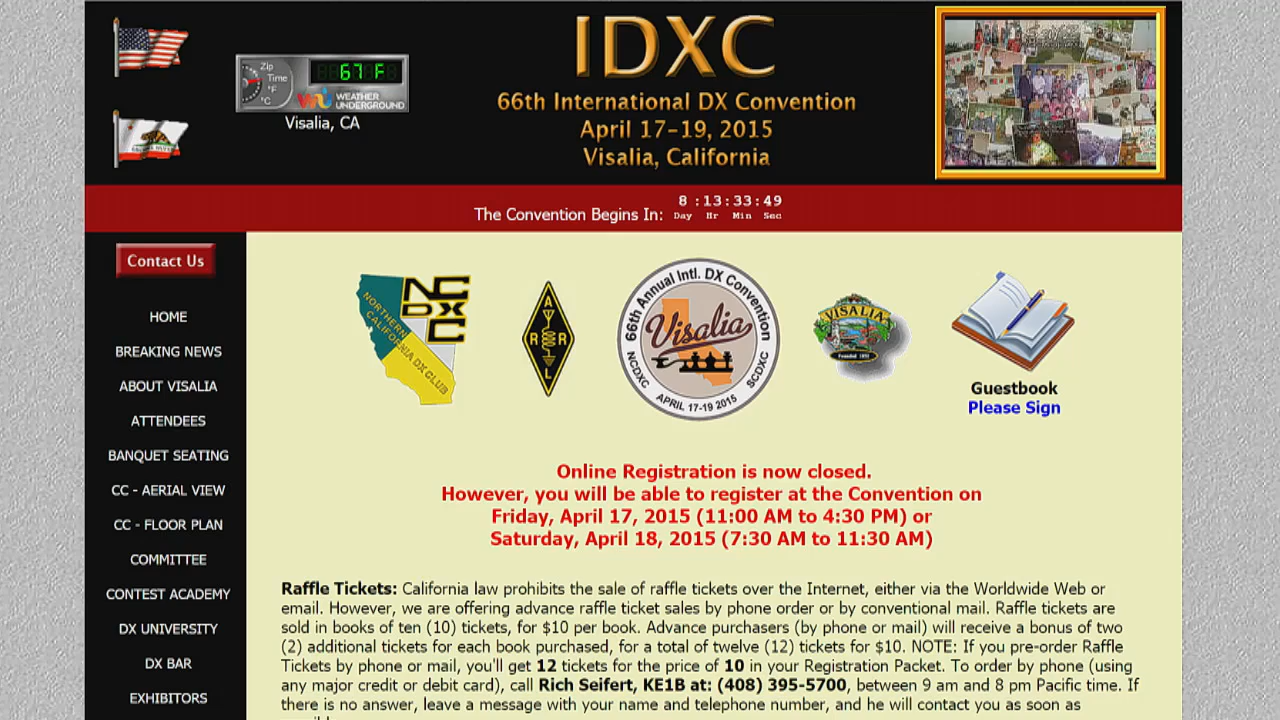 IDXC
66th International DX Convention
April 17-19, 2015
Visalia, California
Zip
Time
°F
°C
67 F
WEATHER
UNDERGROUND
Visalia, CA
The Convention Begins In:
8 :13:33:49
Day Hr Min Sec
Contact Us
HOME
BREAKING NEWS
ABOUT VISALIA
ATTENDEES
BANQUET SEATING
CC - AERIAL VIEW
CC - FLOOR PLAN
COMMITTEE
CONTEST ACADEMY
DX UNIVERSITY
DX BAR
EXHIBITORS
NC
DX
C
NORTHERN
CALIFORNIA DX CLUB
A
R R
L
66th Annual Intl. DX Convention
Visalia
NCDXC
SCDXC
APRIL 17-19 2015
VISALIA
Founded 1852
Guestbook
Please Sign
Online Registration is now closed.
However, you will be able to register at the Convention on
Friday, April 17, 2015 (11:00 AM to 4:30 PM) or
Saturday, April 18, 2015 (7:30 AM to 11:30 AM)
Raffle Tickets: California law prohibits the sale of raffle tickets over the Internet, either via the Worldwide Web or
email. However, we are offering advance raffle ticket sales by phone order or by conventional mail. Raffle tickets are
sold in books of ten (10) tickets, for $10 per book. Advance purchasers (by phone or mail) will receive a bonus of two
(2) additional tickets for each book purchased, for a total of twelve (12) tickets for $10. NOTE: If you pre-order Raffle
Tickets by phone or mail, you'll get 12 tickets for the price of 10 in your Registration Packet. To order by phone (using
any major credit or debit card), call Rich Seifert, KE1B at: (408) 395-5700, between 9 am and 8 pm Pacific time. If
there is no answer, leave a message with your name and telephone number, and he will contact you as soon as